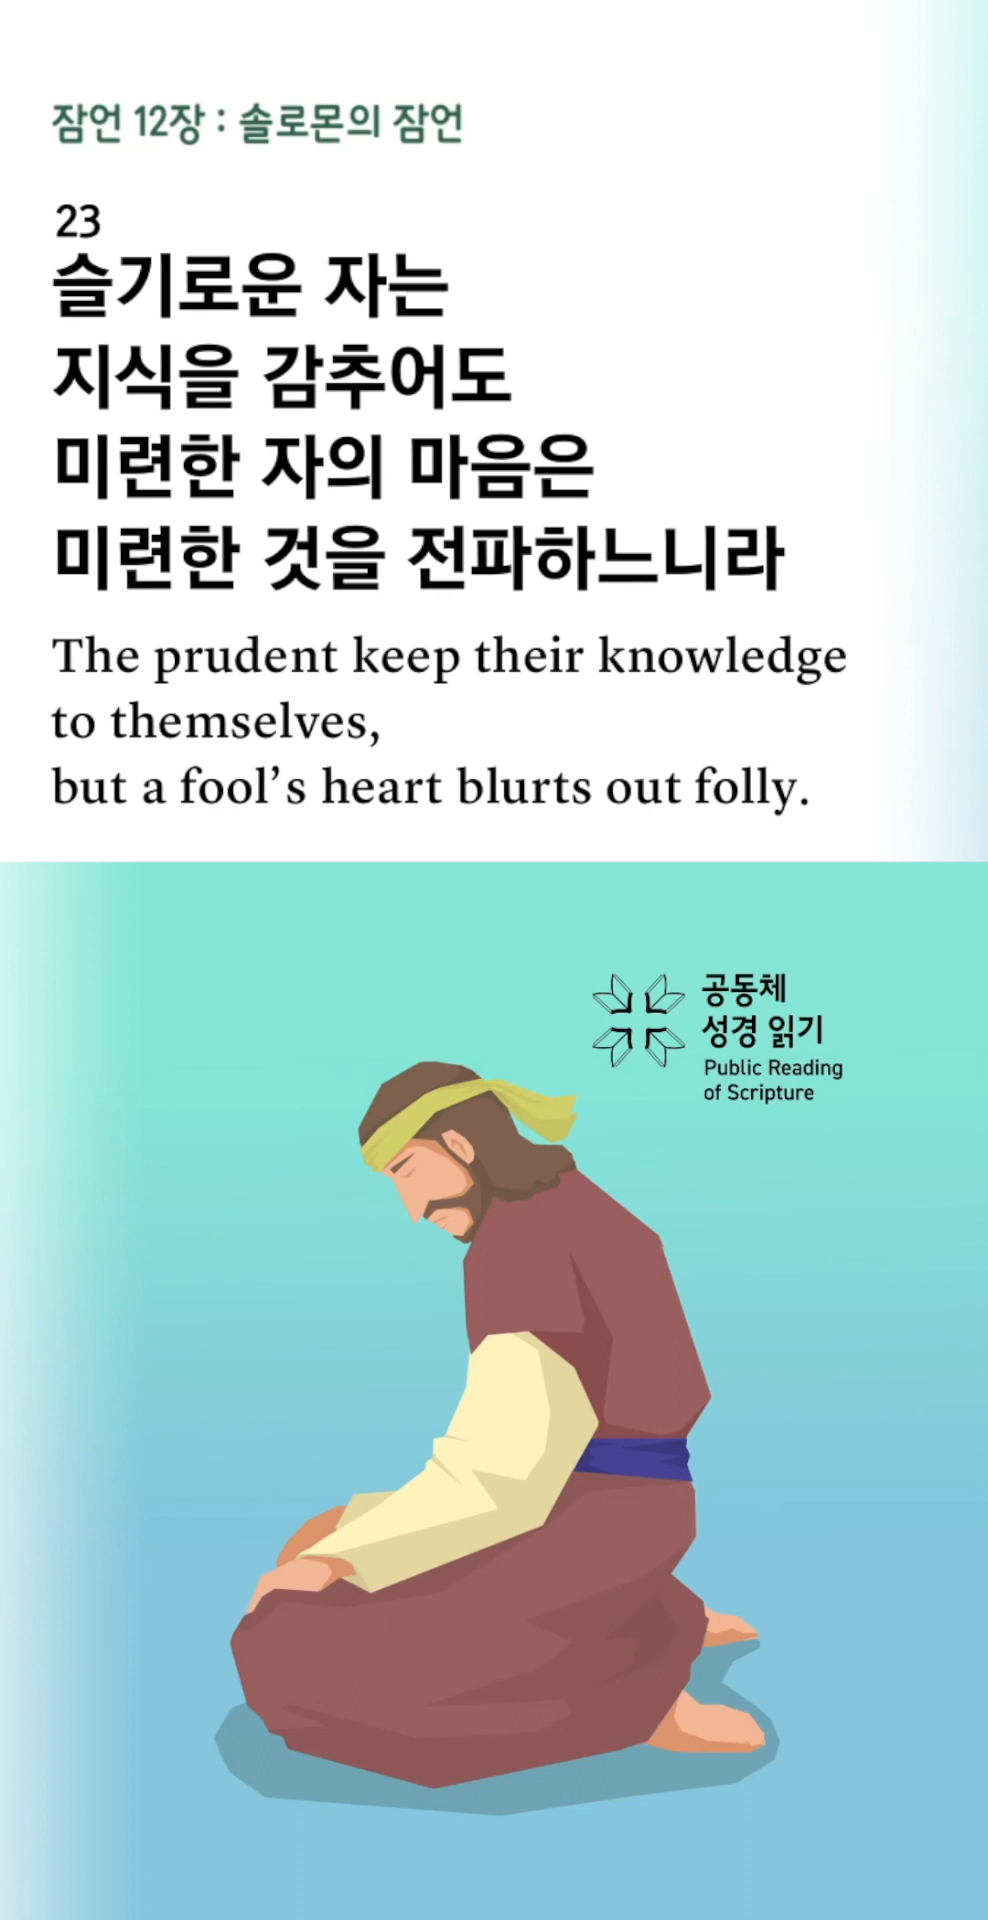 잠언 12장 : 솔로몬의 잠언
23
슬기로운 자는
지식을 감추어도
미련한 자의 마음은
미련한 것을 전파하느니라
The prudent keep their knowledge
to themselves,
but a fool’s heart blurts out folly.
공동체
성경 읽기
Public Reading
of Scripture